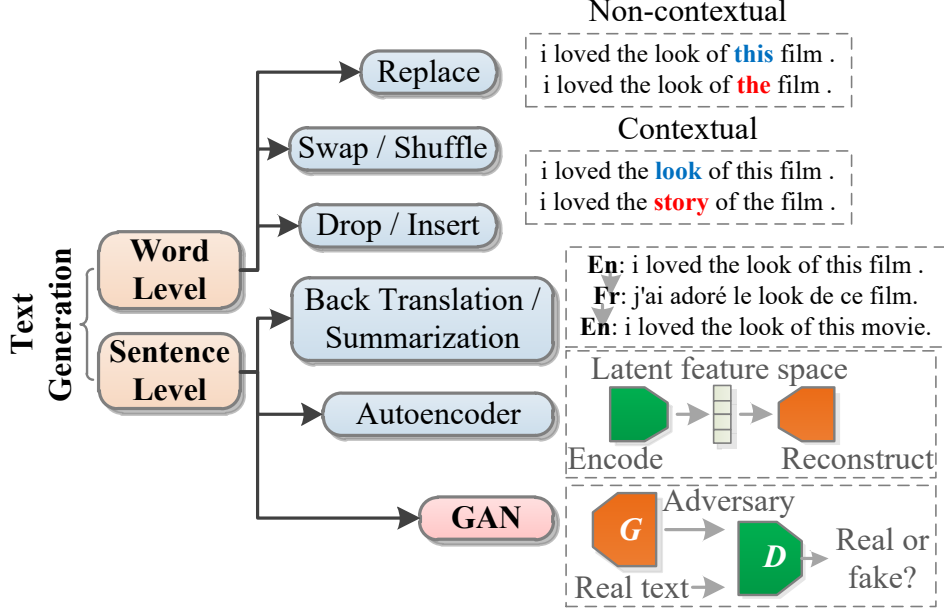 Text
Generation
Word
Level
Sentence
Level
Replace
Swap / Shuffle
Drop / Insert
Back Translation /
Summarization
Autoencoder
GAN
Non-contextual
i loved the look of this film .
i loved the look of the film .
Contextual
i loved the look of this film .
i loved the story of the film .
En: i loved the look of this film .
Fr: j'ai adoré le look de ce film.
En: i loved the look of this movie.
Latent feature space
Encode
Reconstruct
G
Adversary
D
Real text
Real or
fake?